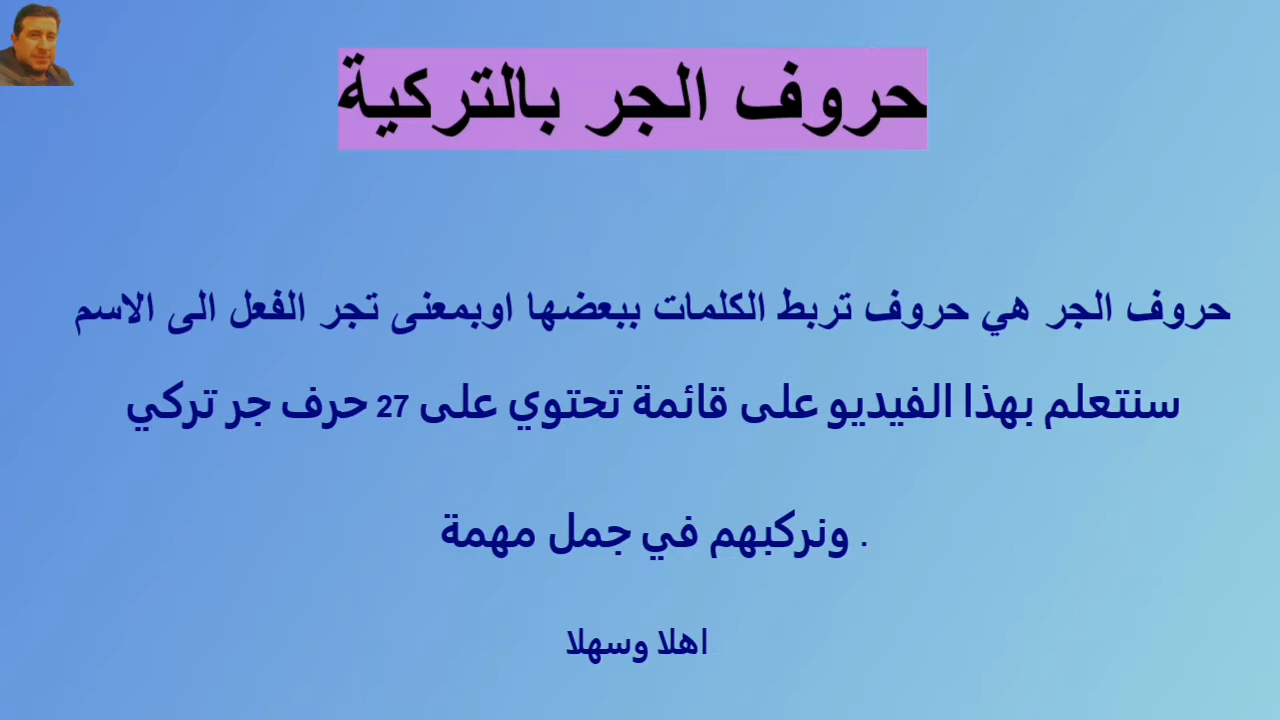 حروف الجر بالتركية
حروف الجر هي حروف تربط الكلمات ببعضها اوبمعنى تجر الفعل الى الاسم
سنتعلم بهذا الفيديو على قائمة تحتوي على 27 حرف جر تركي
. ونركبهم في جمل مهمة
اهلا وسهلا